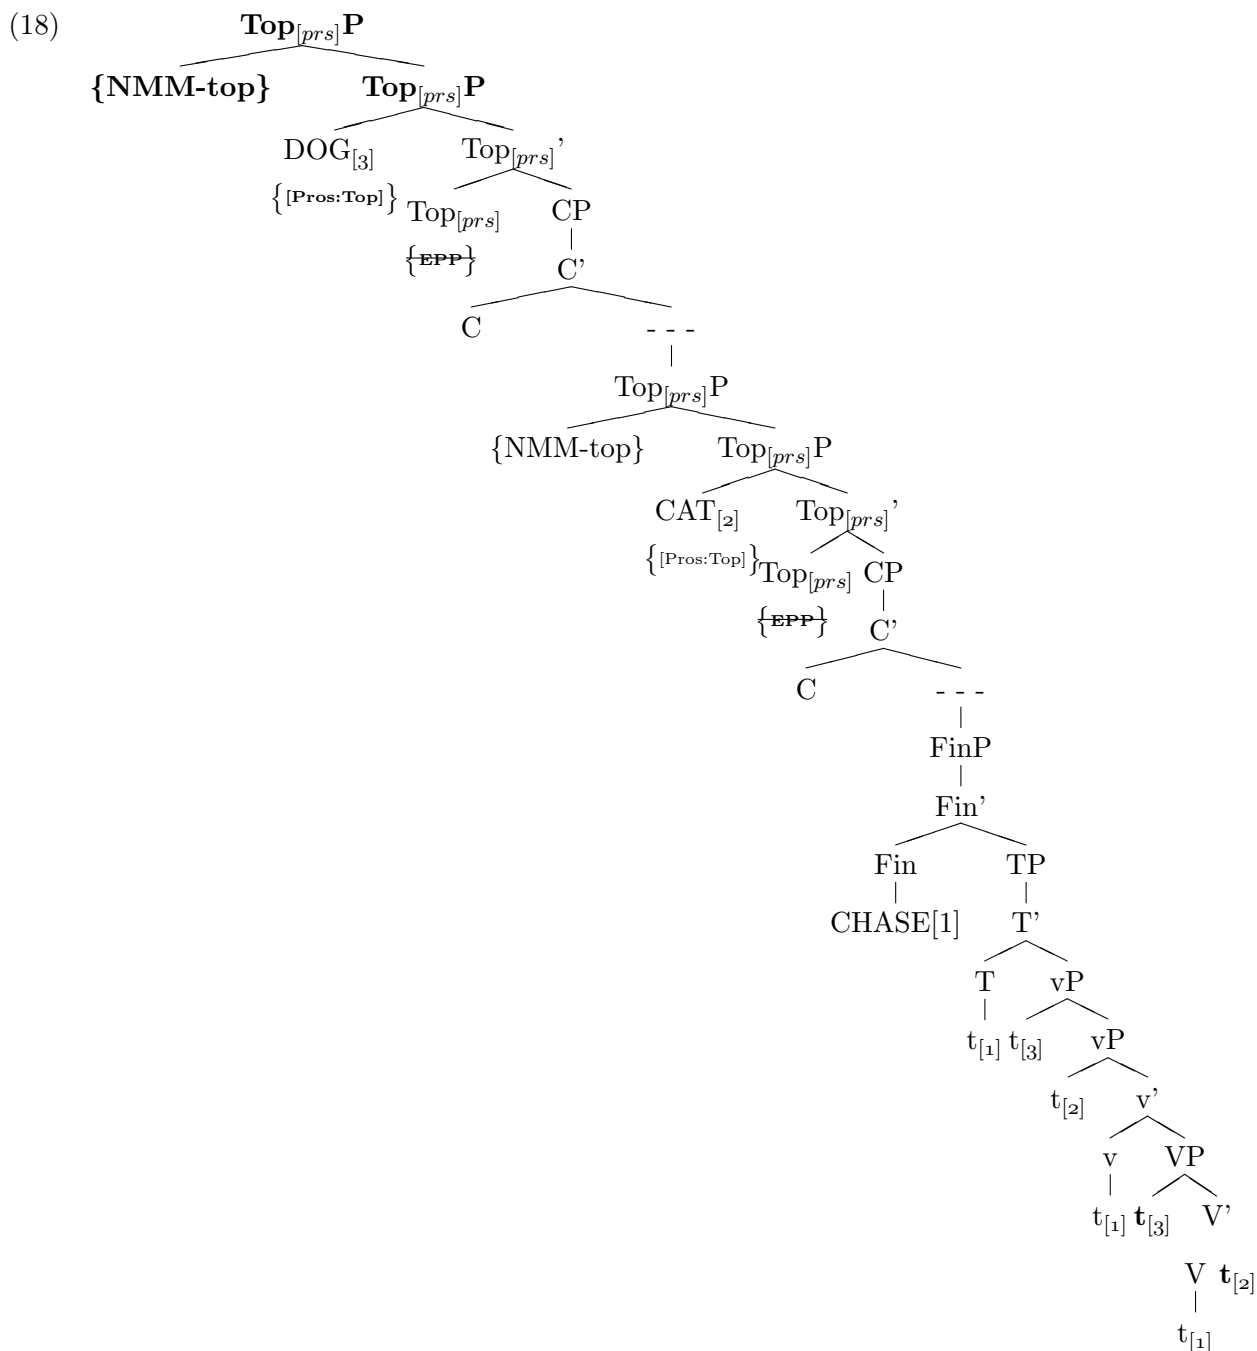 (18) Top[prs]P
{NMM-top} Top[prs]P
DOG[3] Top[prs]’
{[Pros:Top]} Top[prs] CP
{EPP} C’
C - - -
Top[prs]P
{NMM-top} Top[prs]P
CAT[2] Top[prs]’
{[Pros:Top]} Top[prs] CP
{EPP} C’
C - - -
FinP
Fin’
Fin TP
CHASE[1] T’
T vP
t[1] t[3] vP
t[2] v’
v VP
t[1] t[3] V’
V t[2]
t[1]